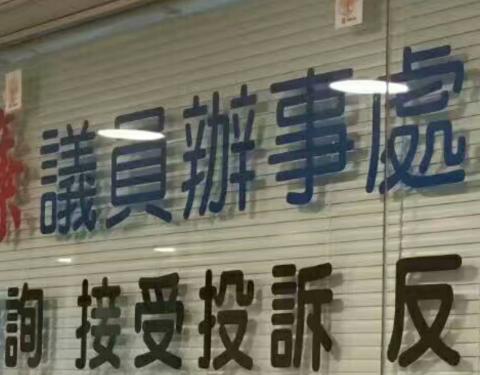 議員辦事處
詢 接受投訴 反